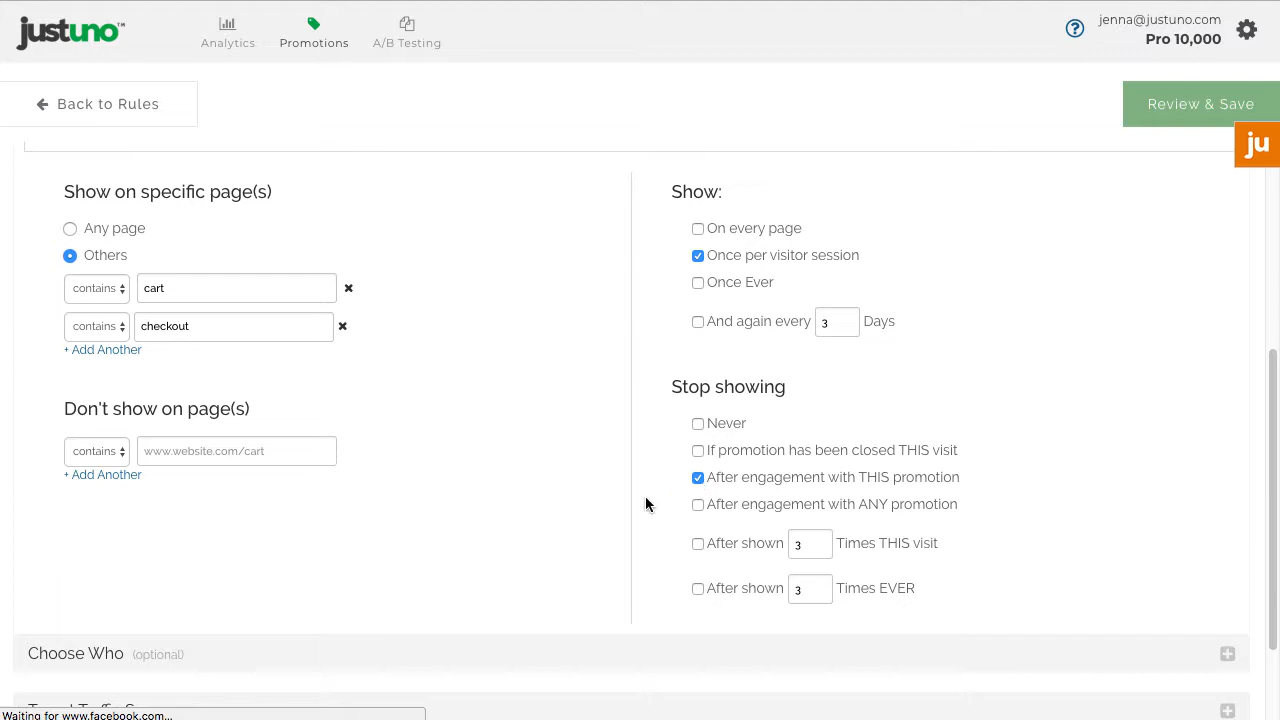 justuno™
Analytics
Promotions
A/B Testing
?
jenna@justuno.com
Pro 10,000
Back to Rules
Review & Save
ju
Show on specific page(s)
Any page
Others
contains cart
contains checkout
+ Add Another
Don't show on page(s)
contains www.website.com/cart
+ Add Another
Show:
On every page
Once per visitor session
Once Ever
And again every 3 Days
Stop showing
Never
If promotion has been closed THIS visit
After engagement with THIS promotion
After engagement with ANY promotion
After shown 3 Times THIS visit
After shown 3 Times EVER
Choose Who (optional)
Waiting for www.facebook.com...